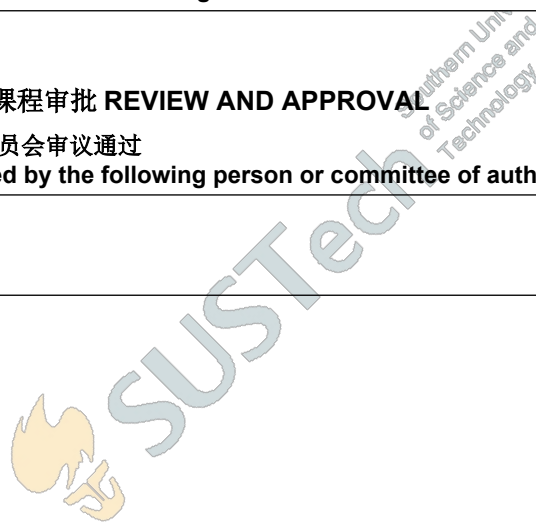 课程审批 REVIEW AND APPROVAL
员会审议通过
ed by the following person or committee of auth
SUSTech
Southern Univ
of Science and
Technology